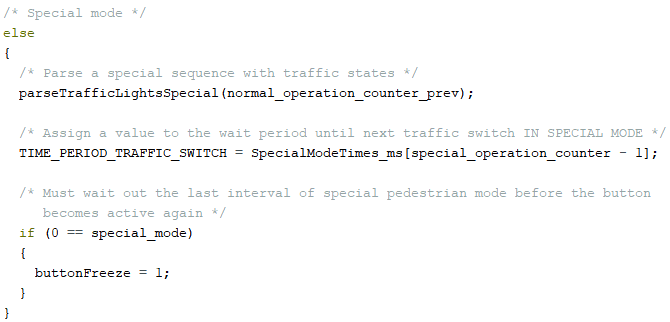 /* Special mode */
else
{
/* Parse a special sequence with traffic states */
parseTrafficLightsSpecial(normal_operation_counter_prev);
/* Assign a value to the wait period until next traffic switch IN SPECIAL MODE */
TIME_PERIOD_TRAFFIC_SWITCH = SpecialModeTimes_ms[special_operation_counter - 1];
/* Must wait out the last interval of special pedestrian mode before the button
becomes active again */
if (0 == special_mode)
{
buttonFreeze = 1;
}
}